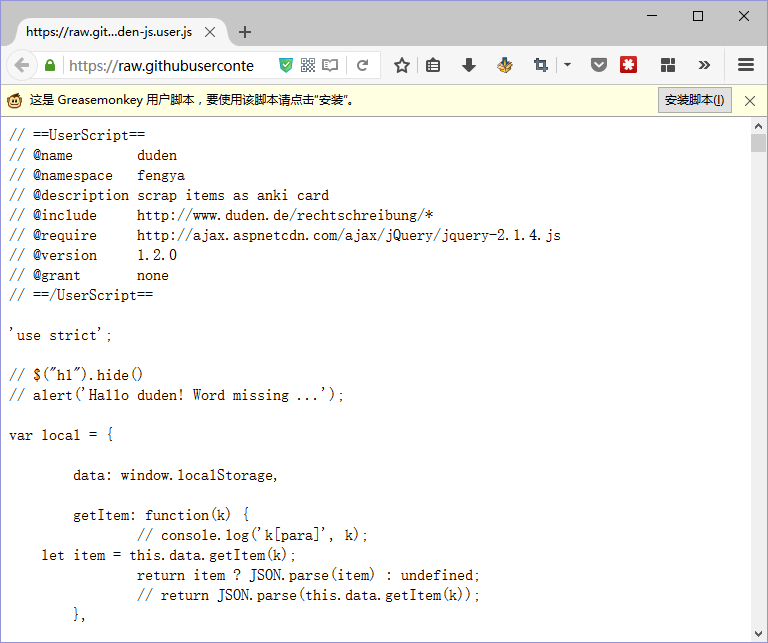 https://raw.git...den-js.user.js
https://raw.githubuserconte
这是 Greasemonkey 用户脚本，要使用该脚本请点击“安装”。
安装脚本(I)
// ==UserScript==
// @name        duden
// @namespace   fengya
// @description scrap items as anki card
// @include     http://www.duden.de/rechtschreibung/*
// @require     http://ajax.aspnetcdn.com/ajax/jQuery/jquery-2.1.4.js
// @version     1.2.0
// @grant       none
// ==/UserScript==
'use strict';
// $("h1").hide()
// alert('Hallo duden! Word missing ...');
var local = {
        data: window.localStorage,
        getItem: function(k) {
                // console.log('k[para]', k);
    let item = this.data.getItem(k);
                return item ? JSON.parse(item) : undefined;
                // return JSON.parse(this.data.getItem(k));
        },